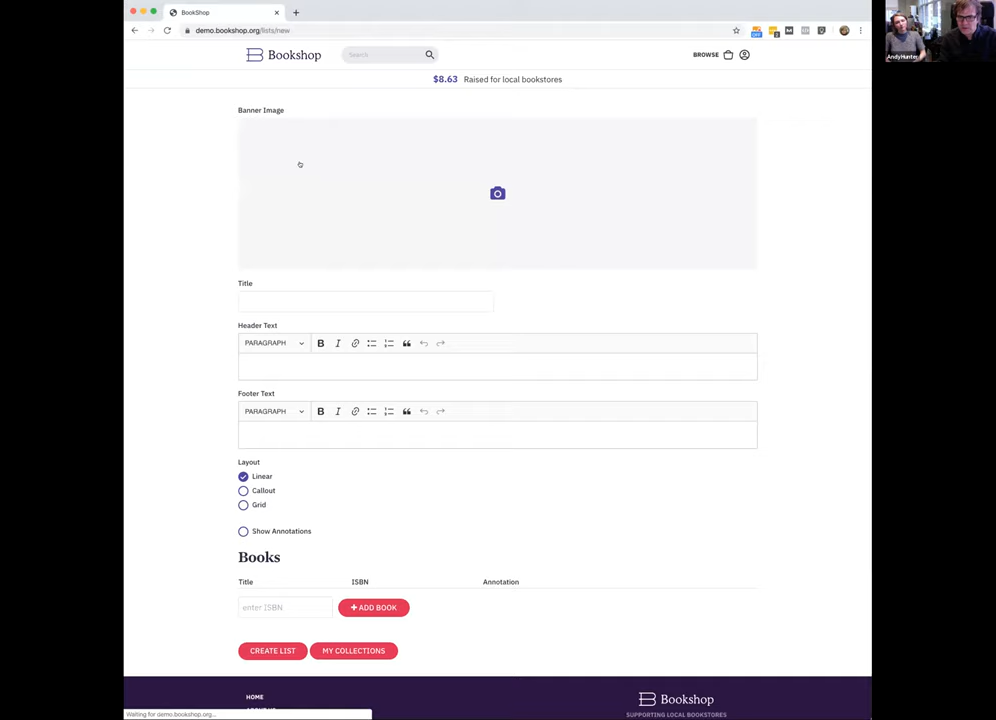 BookShop
demo.bookshop.org/lists/new
Bookshop
Search
BROWSE
$8.63 Raised for local bookstores
AndyHunter
Banner Image
Title
Header Text
PARAGRAPH
B I
Footer Text
PARAGRAPH
B I
Layout
Linear
Callout
Grid
Show Annotations
Books
Title ISBN Annotation
enter ISBN
+ ADD BOOK
CREATE LIST
MY COLLECTIONS
HOME
Bookshop
SUPPORTING LOCAL BOOKSTORES
Waiting for demo.bookshop.org...